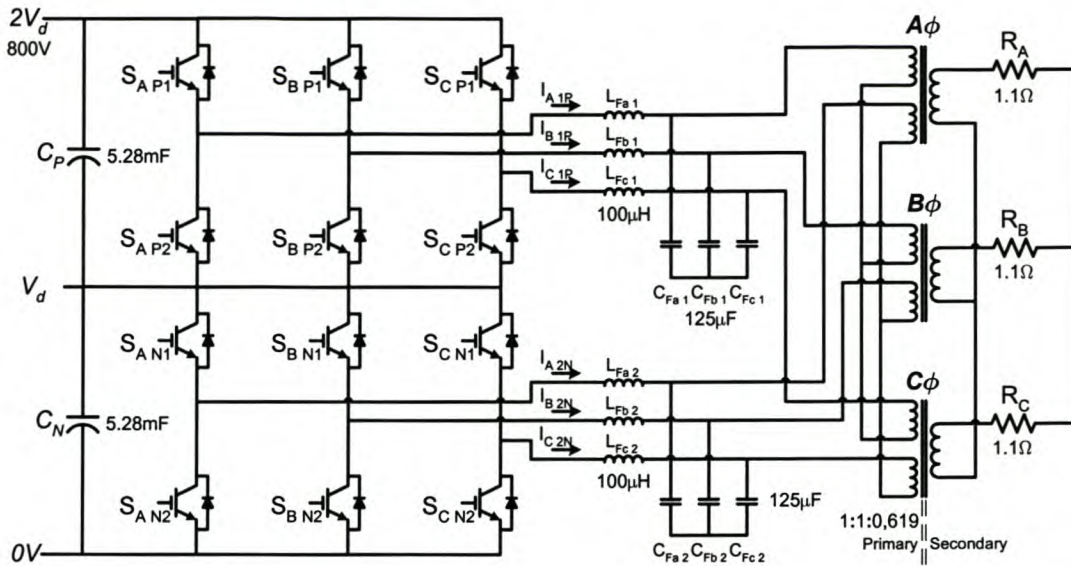 2V_d
800V
S_A P1
S_B P1
S_C P1
I_A 1P
L_Fa 1
I_B 1P
L_Fb 1
I_C 1P
L_Fc 1
100μH
C_P
5.28mF
S_A P2
S_B P2
S_C P2
C_Fa 1 C_Fb 1 C_Fc 1
125μF
V_d
S_A N1
S_B N1
S_C N1
I_A 2N
L_Fa 2
I_B 2N
L_Fb 2
I_C 2N
L_Fc 2
100μH
C_N
5.28mF
S_A N2
S_B N2
S_C N2
125μF
C_Fa 2 C_Fb 2 C_Fc 2
0V
Aϕ
R_A
1.1Ω
Bϕ
R_B
1.1Ω
Cϕ
R_C
1.1Ω
1:1:0,619
Primary
Secondary